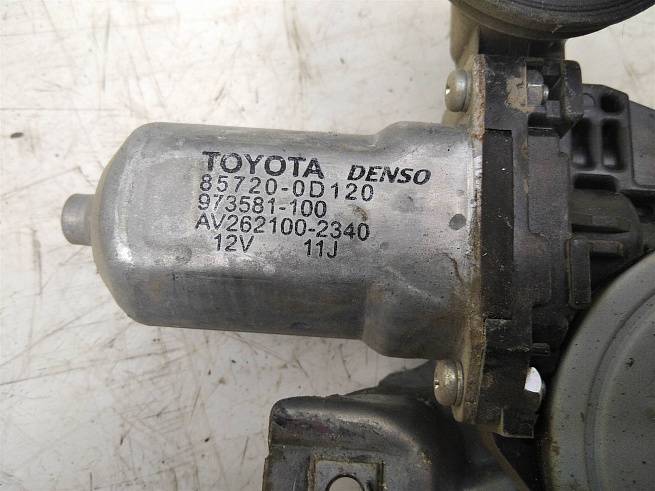 TOYOTA DENSO
85720-0D120
973581-100
AV262100-2340
12V 11J